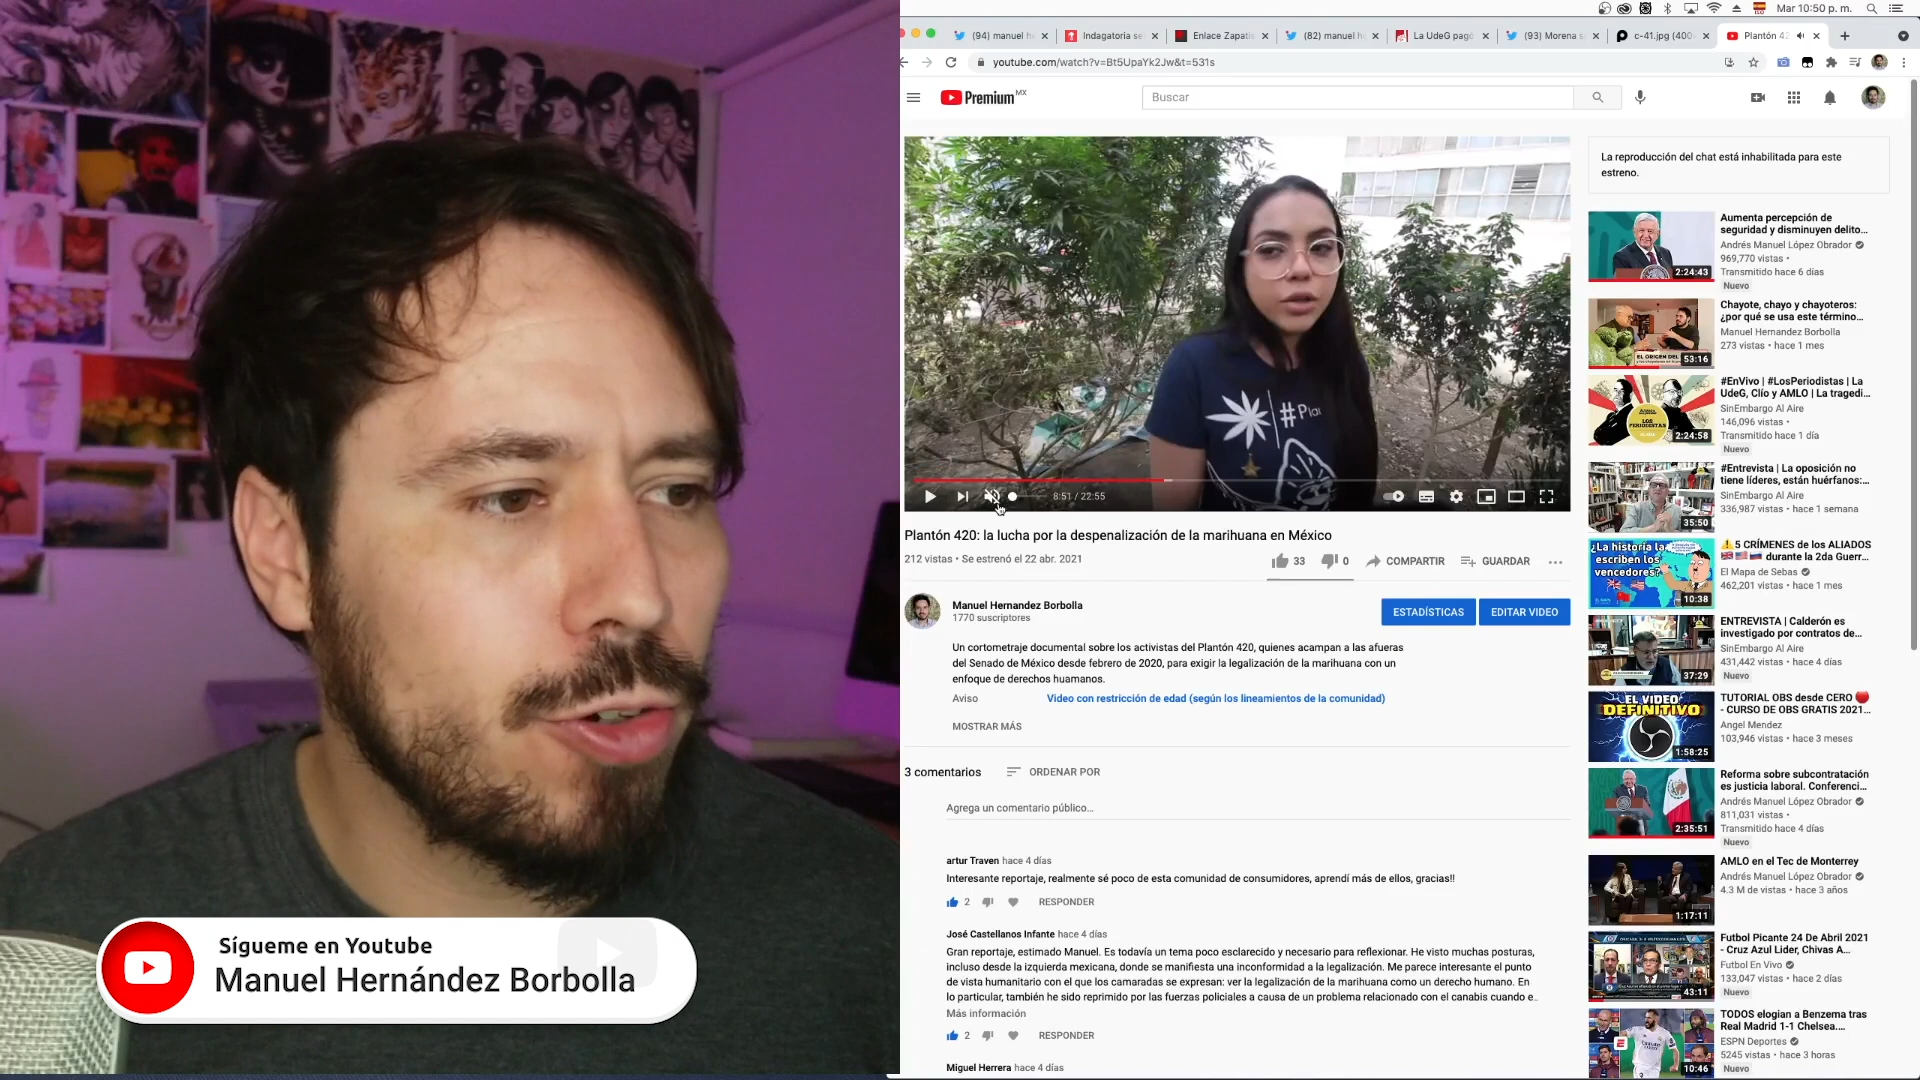 Sígueme en Youtube
Manuel Hernández Borbolla
Mar 10:50 p. m.
(94) manuel h
Indagatoria se
Enlace Zapatis
(82) manuel h
La UdeG pagó
(93) Morena s
c-41.jpg (400
Plantón 42
youtube.com/watch?v=Bt5UpaYk2Jw&t=531s
Premium MX
Buscar
#Plan
8:51 / 22:55
Plantón 420: la lucha por la despenalización de la marihuana en México
212 vistas • Se estrenó el 22 abr. 2021
33
0
COMPARTIR
GUARDAR
Manuel Hernandez Borbolla
1770 suscriptores
ESTADÍSTICAS
EDITAR VIDEO
Un cortometraje documental sobre los activistas del Plantón 420, quienes acampan a las afueras
del Senado de México desde febrero de 2020, para exigir la legalización de la marihuana con un
enfoque de derechos huamanos.
Aviso
Video con restricción de edad (según los lineamientos de la comunidad)
MOSTRAR MÁS
3 comentarios
ORDENAR POR
Agrega un comentario público...
artur Traven hace 4 días
Interesante reportaje, realmente sé poco de esta comunidad de consumidores, aprendí más de ellos, gracias!!
2
RESPONDER
José Castellanos Infante hace 4 días
Gran reportaje, estimado Manuel. Es todavía un tema poco esclarecido y necesario para reflexionar. He visto muchas posturas,
incluso desde la izquierda mexicana, donde se manifiesta una inconformidad a la legalización. Me parece interesante el punto
de vista humanitario con el que los camaradas se expresan: ver la legalización de la marihuana como un derecho humano. En
lo particular, también he sido reprimido por las fuerzas policiales a causa de un problema relacionado con el canabis cuando e...
Más información
2
RESPONDER
Miguel Herrera hace 4 días
La reproducción del chat está inhabilitada para este
estreno.
2:24:43
Aumenta percepción de
seguridad y disminuyen delito...
Andrés Manuel López Obrador
969,770 vistas •
Transmitido hace 6 días
Nuevo
EL ORIGEN DEL
53:16
Chayote, chayo y chayoteros:
¿por qué se usa este término...
Manuel Hernandez Borbolla
273 vistas • hace 1 mes
2:24:58
#EnVivo | #LosPeriodistas | La
UdeG, Clío y AMLO | La tragedi...
SinEmbargo Al Aire
146,096 vistas •
Transmitido hace 1 día
Nuevo
35:50
#Entrevista | La oposición no
tiene líderes, están huérfanos:...
SinEmbargo Al Aire
336,987 vistas • hace 1 semana
¿La historia la
escriben los
vencedores?
10:38
5 CRÍMENES de los ALIADOS
durante la 2da Guerr...
El Mapa de Sebas
462,201 vistas • hace 1 mes
37:29
ENTREVISTA | Calderón es
investigado por contratos de...
SinEmbargo Al Aire
431,442 vistas • hace 4 días
Nuevo
EL VIDEO
DEFINITIVO
1:58:25
TUTORIAL OBS desde CERO
- CURSO DE OBS GRATIS 2021...
Angel Mendez
103,946 vistas • hace 3 meses
2:35:51
Reforma sobre subcontratación
es justicia laboral. Conferenci...
Andrés Manuel López Obrador
811,031 vistas •
Transmitido hace 4 días
Nuevo
1:17:11
AMLO en el Tec de Monterrey
Andrés Manuel López Obrador
4.3 M de vistas • hace 3 años
43:11
Futbol Picante 24 De Abril 2021
- Cruz Azul Lider, Chivas A...
Futbol En Vivo
133,047 vistas • hace 2 días
Nuevo
10:46
TODOS elogian a Benzema tras
Real Madrid 1-1 Chelsea....
ESPN Deportes
5245 vistas • hace 3 horas
Nuevo